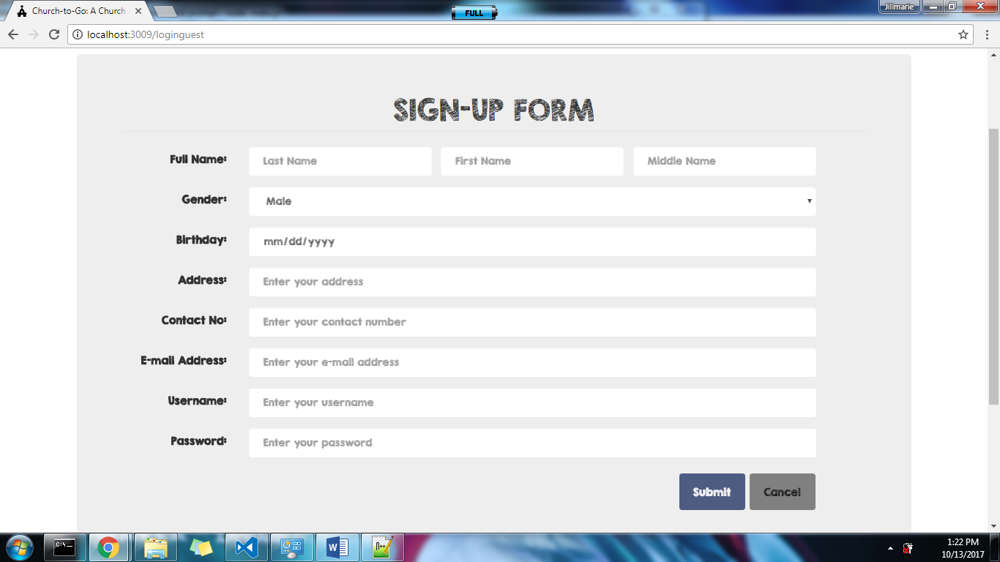 Church-to-Go: A Church
FULL
Jillmarie
localhost:3009/loginguest
SIGN-UP FORM
Full Name: Last Name First Name Middle Name
Gender: Male
Birthday: mm/dd/yyyy
Address: Enter your address
Contact No: Enter your contact number
E-mail Address: Enter your e-mail address
Username: Enter your username
Password: Enter your password
Submit Cancel
C:\
W
N++
1:22 PM
10/13/2017